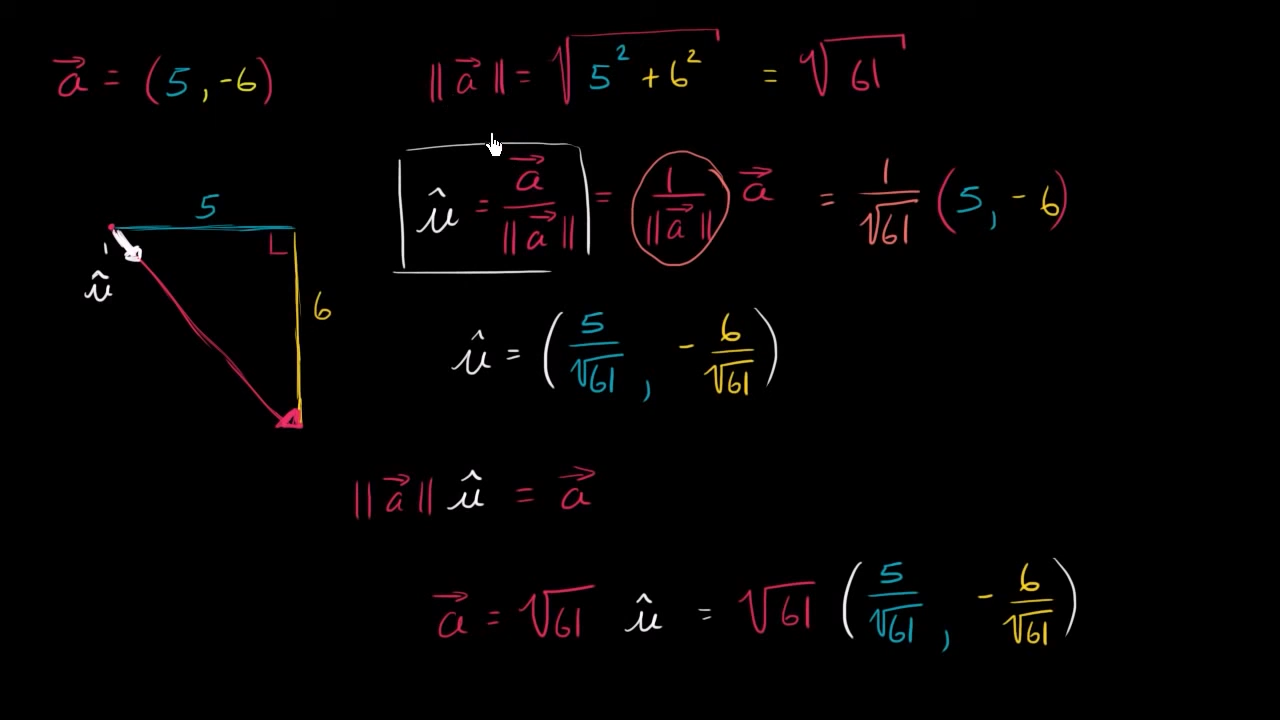 a⃗ = (5, -6)
||a⃗|| = √(5² + 6²) = √61
û = a⃗/||a⃗|| = 1/||a⃗|| a⃗ = 1/√61 (5, -6)
5
6
1
û
û = (5/√61, -6/√61)
||a⃗|| û = a⃗
a⃗ = √61 û = √61 (5/√61, -6/√61)